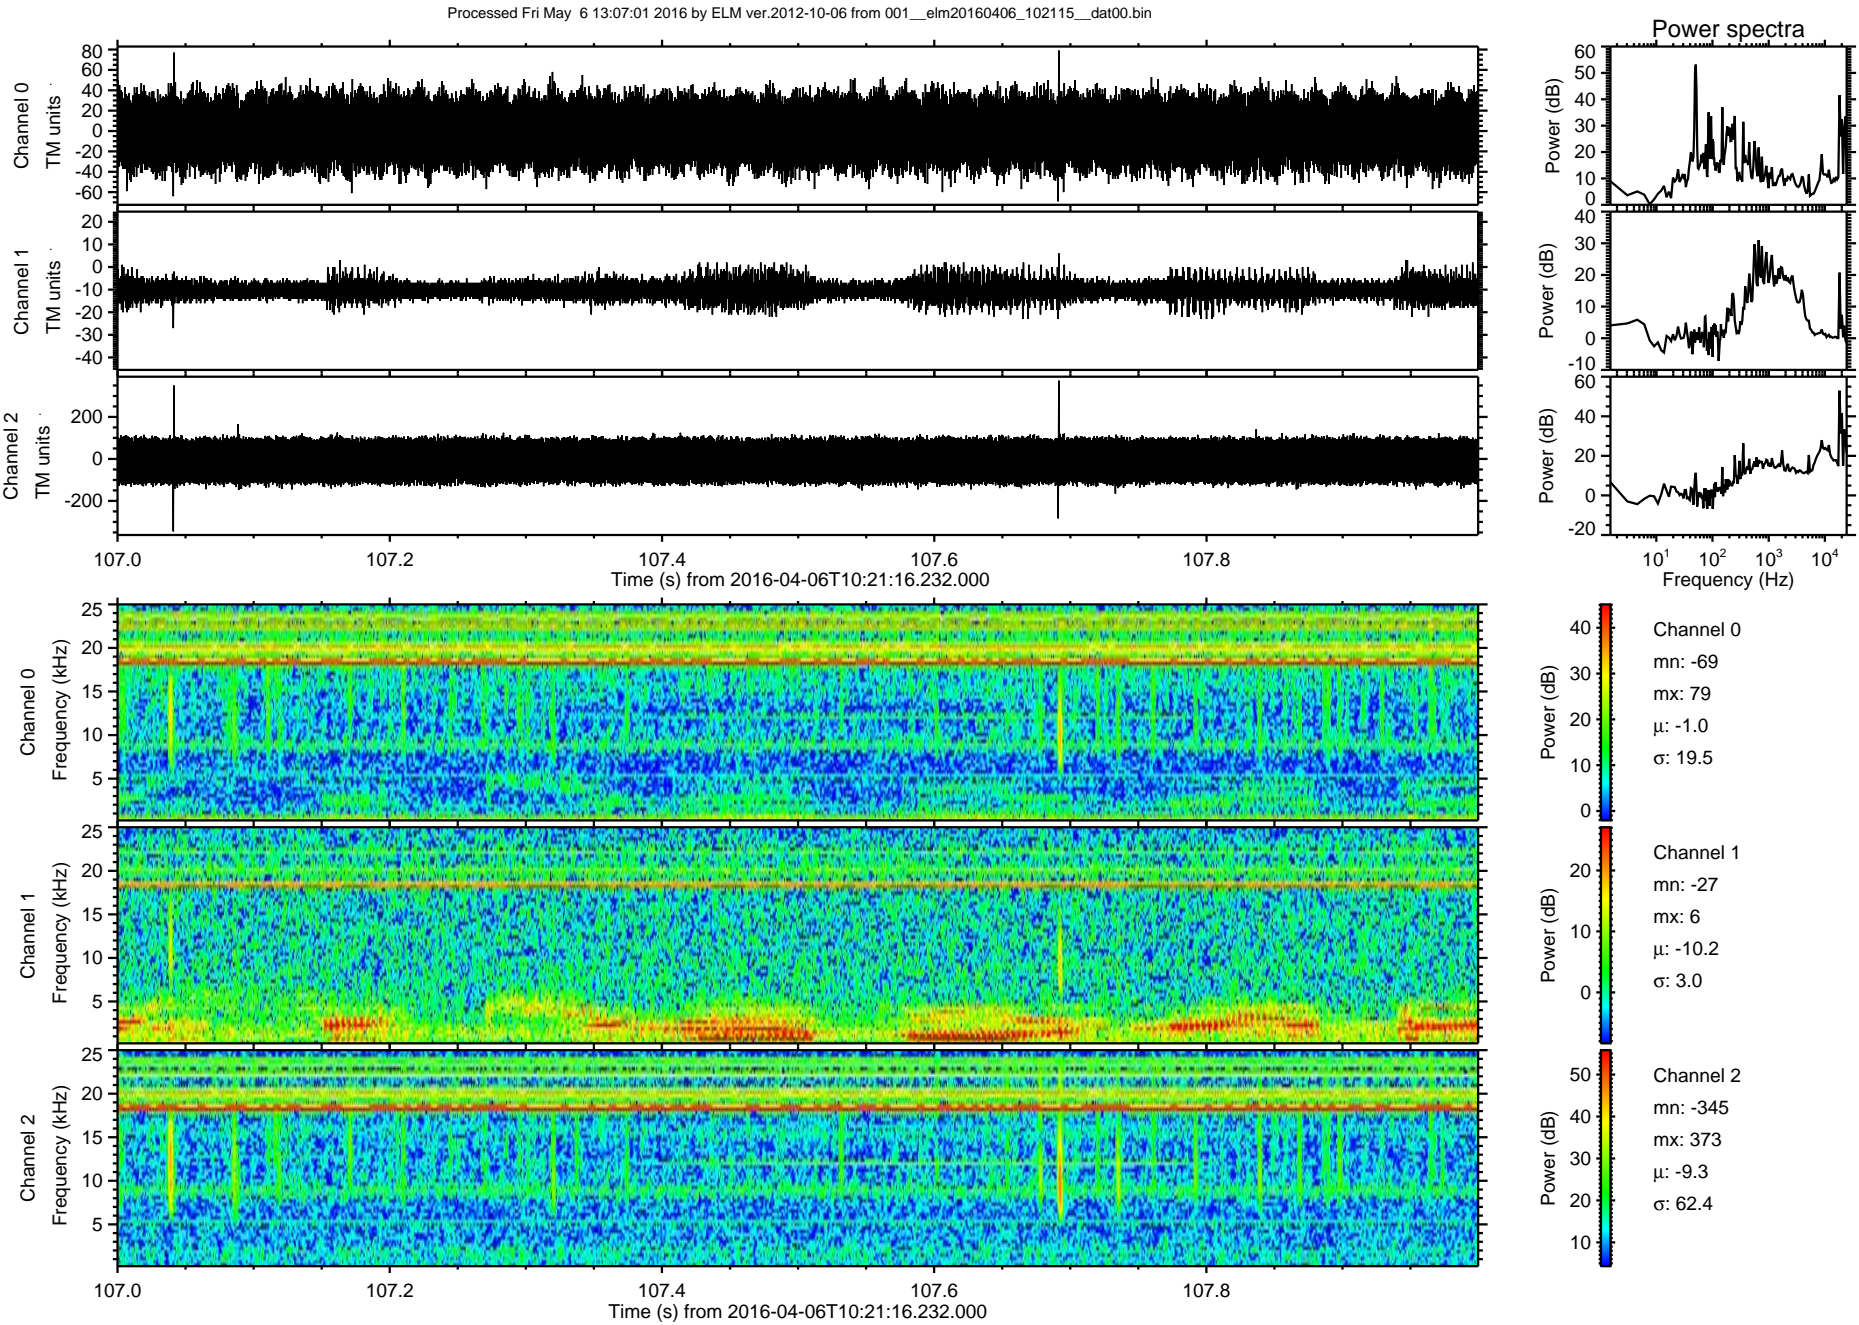 Processed Fri May 6 13:07:01 2016 by ELM ver.2012-10-06 from 001__elm20160406_102115__dat00.bin
Power spectra
Channel 0
TM units
80
60
40
20
0
-20
-40
-60
Power (dB)
60
50
40
30
20
10
0
Channel 1
TM units
20
10
0
-10
-20
-30
-40
Power (dB)
40
30
20
10
0
-10
Channel 2
TM units
200
0
-200
Power (dB)
60
40
20
0
-20
107.0 107.2 107.4 107.6 107.8
Time (s) from 2016-04-06T10:21:16.232.000
10^1 10^2 10^3 10^4
Frequency (Hz)
Channel 0
Frequency (kHz)
25
20
15
10
5
Power (dB)
40
30
20
10
0
Channel 0
mn: -69
mx: 79
μ: -1.0
σ: 19.5
Channel 1
Frequency (kHz)
25
20
15
10
5
Power (dB)
20
10
0
Channel 1
mn: -27
mx: 6
μ: -10.2
σ: 3.0
Channel 2
Frequency (kHz)
25
20
15
10
5
Power (dB)
50
40
30
20
10
Channel 2
mn: -345
mx: 373
μ: -9.3
σ: 62.4
107.0 107.2 107.4 107.6 107.8
Time (s) from 2016-04-06T10:21:16.232.000